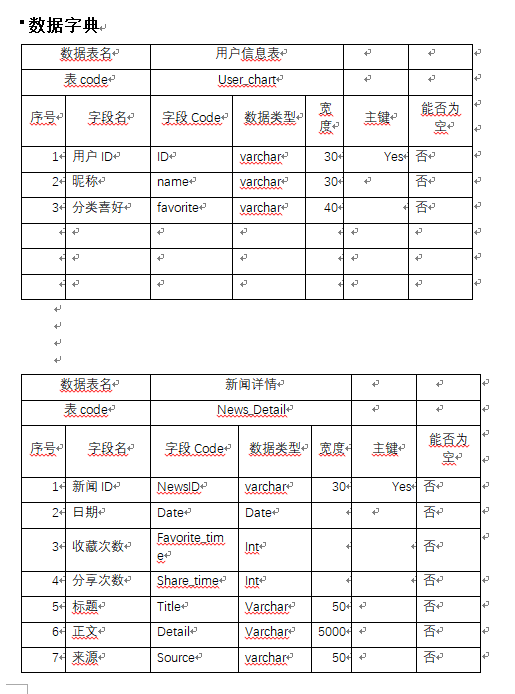 数据字典
数据表名 用户信息表
表 code User_chart
序号 字段名 字段 Code 数据类型 宽度 主键 能否为空
1 用户 ID ID varchar 30 Yes 否
2 昵称 name varchar 30 否
3 分类喜好 favorite varchar 40 否
数据表名 新闻详情
表 code News_Detail
序号 字段名 字段 Code 数据类型 宽度 主键 能否为空
1 新闻 ID NewsID varchar 30 Yes 否
2 日期 Date Date 否
3 收藏次数 Favorite_time Int 否
4 分享次数 Share_time Int 否
5 标题 Title Varchar 50 否
6 正文 Detail Varchar 5000 否
7 来源 Source varchar 50 否